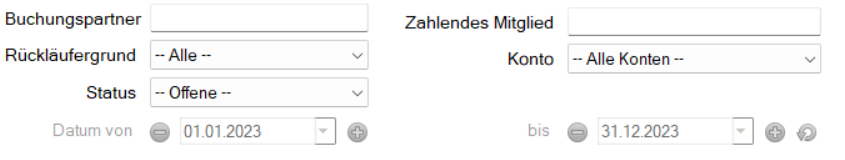 Buchungspartner Zahlendes Mitglied
Rückläufergrund -- Alle -- Konto -- Alle Konten --
Status -- Offene --
Datum von 01.01.2023 bis 31.12.2023